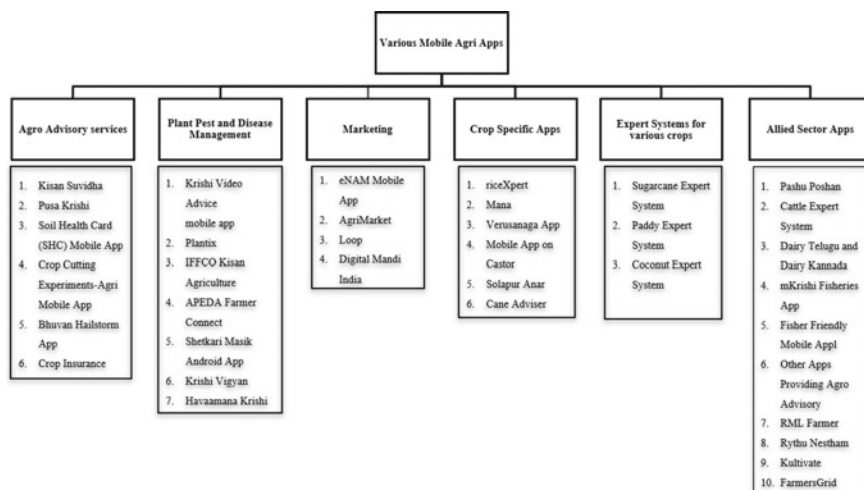 Various Mobile Agri Apps
Agro Advisory services
1. Kisan Suvidha
2. Pusa Krishi
3. Soil Health Card
(SHC) Mobile App
4. Crop Cutting
Experiments-Agri
Mobile App
5. Bhuvan Hailstorm
App
6. Crop Insurance
Plant Pest and Disease
Management
1. Krishi Video
Advice
mobile app
2. Plantix
3. IFFCO Kisan
Agriculture
4. APEDA Farmer
Connect
5. Shetkari Masik
Android App
6. Krishi Vigyan
7. Havaamana Krishi
Marketing
1. eNAM Mobile
App
2. AgriMarket
3. Loop
4. Digital Mandi
India
Crop Specific Apps
1. riceXpert
2. Mana
3. Verusanaga App
4. Mobile App on
Castor
5. Solapur Anar
6. Cane Adviser
Expert Systems for
various crops
1. Sugarcane Expert
System
2. Paddy Expert
System
3. Coconut Expert
System
Allied Sector Apps
1. Pashu Poshan
2. Cattle Expert
System
3. Dairy Telugu and
Dairy Kannada
4. mKrishi Fisheries
App
5. Fisher Friendly
Mobile Appl
6. Other Apps
Providing Agro
Advisory
7. RML Farmer
8. Rythu Nestham
9. Kultivate
10. FarmersGrid